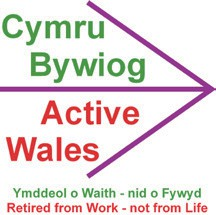 Cymru
Bywiog
Active
Wales
Ymddeol o Waith - nid o Fywyd
Retired from Work - not from Life